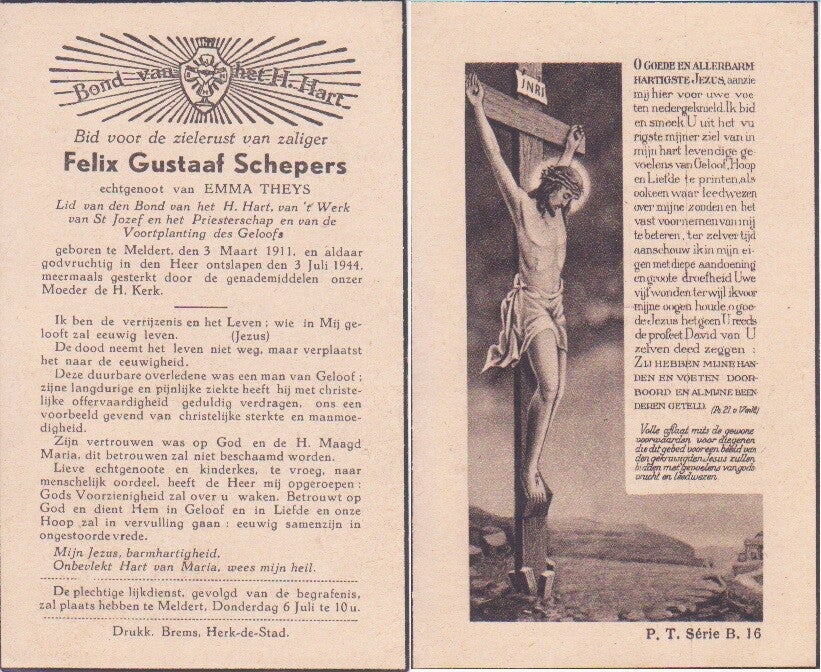 Bond van het H. Hart
Bid voor de zielerust van zaliger
Felix Gustaaf Schepers
echtgenoot van EMMA THEYS
Lid van den Bond van het H. Hart, van 't Werk
van St Jozef en het Priesterschap en van de
Voortplanting des Geloofs
geboren te Meldert, den 3 Maart 1911, en aldaar
godvruchtig in den Heer ontslapen den 3 Juli 1944,
meermaals gesterkt door de genademiddelen onzer
Moeder de H. Kerk.
Ik ben de verrijzenis en het Leven ; wie in Mij ge-
looft zal eeuwig leven. (Jezus)
De dood neemt het leven niet weg, maar verplaatst
het naar de eeuwigheid.
Deze duurbare overledene was een man van Geloof ;
zijne langdurige en pijnlijke ziekte heeft hij met christe-
lijke offervaardigheid geduldig verdragen, ons een
voorbeeld gevend van christelijke sterkte en manmoe-
digheid.
Zijn vertrouwen was op God en de H. Maagd
Maria, dit betrouwen zal niet beschaamd worden.
Lieve echtgenoote en kinderkes, te vroeg, naar
menschelijk oordeel, heeft de Heer mij opgeroepen :
Gods Voorzienigheid zal over u waken. Betrouwt op
God en dient Hem in Geloof en in Liefde en onze
Hoop zal in vervulling gaan : eeuwig samenzijn in
ongestoorde vrede.
Mijn Jezus, barmhartigheid.
Onbevlekt Hart van Maria, wees mijn heil.
De plechtige lijkdienst, gevolgd van de begrafenis,
zal plaats hebben te Meldert, Donderdag 6 Juli te 10 u.
Drukk. Brems, Herk-de-Stad.
INRI
O GOEDE EN ALLERBARM-
HARTIGSTE JEZUS, aanzie
mij hier voor uwe voe
ten nedergeknield. Ik bid
en smeek U uit het vu
rigste mijner ziel van in
mijn hart levendige ge
voelens van Geloof, Hoop
en Liefde te printen, als
ook een waar leedwezen
over mijne zonden en het
vast voornemen van mij
te beteren, ter zelver tijd
aanschouw ik in mijn ei
gen met diepe aandoening
en groote droefheid Uwe
vijf wonden terwijl ik voor
mijne oogen houde, o goe-
de Jezus hetgeen U reeds
de profeet David van U
zelven deed zeggen :
ZIJ HEBBEN MIJNE HAN
DEN EN VOETEN DOOR-
BOORD EN AL MIJNE BEEN
DEREN GETELD. (Ps. 21 v
Volle aflaat mits de gewone
voorwaarden voor diegenen
die dit gebed voor een beeld van
den gekruisigden Jesus zullen
bidden met gevoelens van gods
vrucht en leedwezen
P. T. Série B. 16